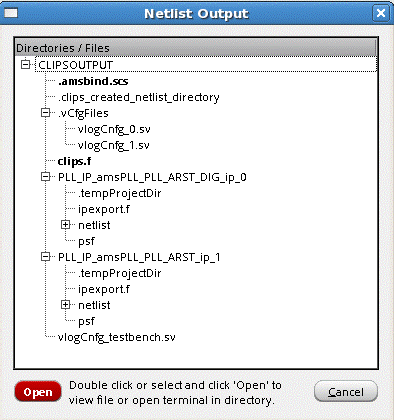 Netlist Output
Directories / Files
CLIPSOUTPUT
.amsbind.scs
.clips_created_netlist_directory
.vCfgFiles
vlogCnfg_0.sv
vlogCnfg_1.sv
clips.f
PLL_IP_amsPLL_PLL_ARST_DIG_ip_0
.tempProjectDir
ipexport.f
netlist
psf
PLL_IP_amsPLL_PLL_ARST_ip_1
.tempProjectDir
ipexport.f
netlist
psf
vlogCnfg_testbench.sv
Open
Double click or select and click 'Open' to
view file or open terminal in directory.
Cancel